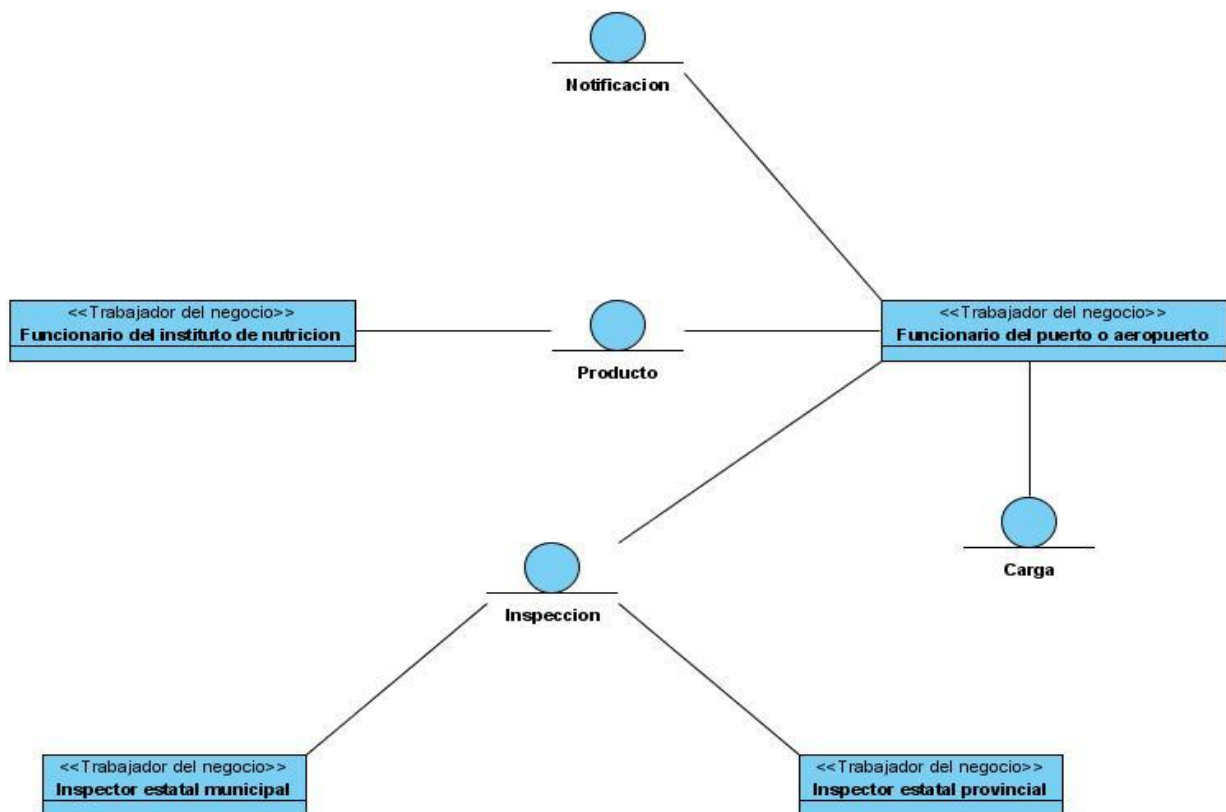 Notificacion
<<Trabajador del negocio>>
Funcionario del instituto de nutricion
Producto
<<Trabajador del negocio>>
Funcionario del puerto o aeropuerto
Carga
Inspeccion
<<Trabajador del negocio>>
Inspector estatal municipal
<<Trabajador del negocio>>
Inspector estatal provincial